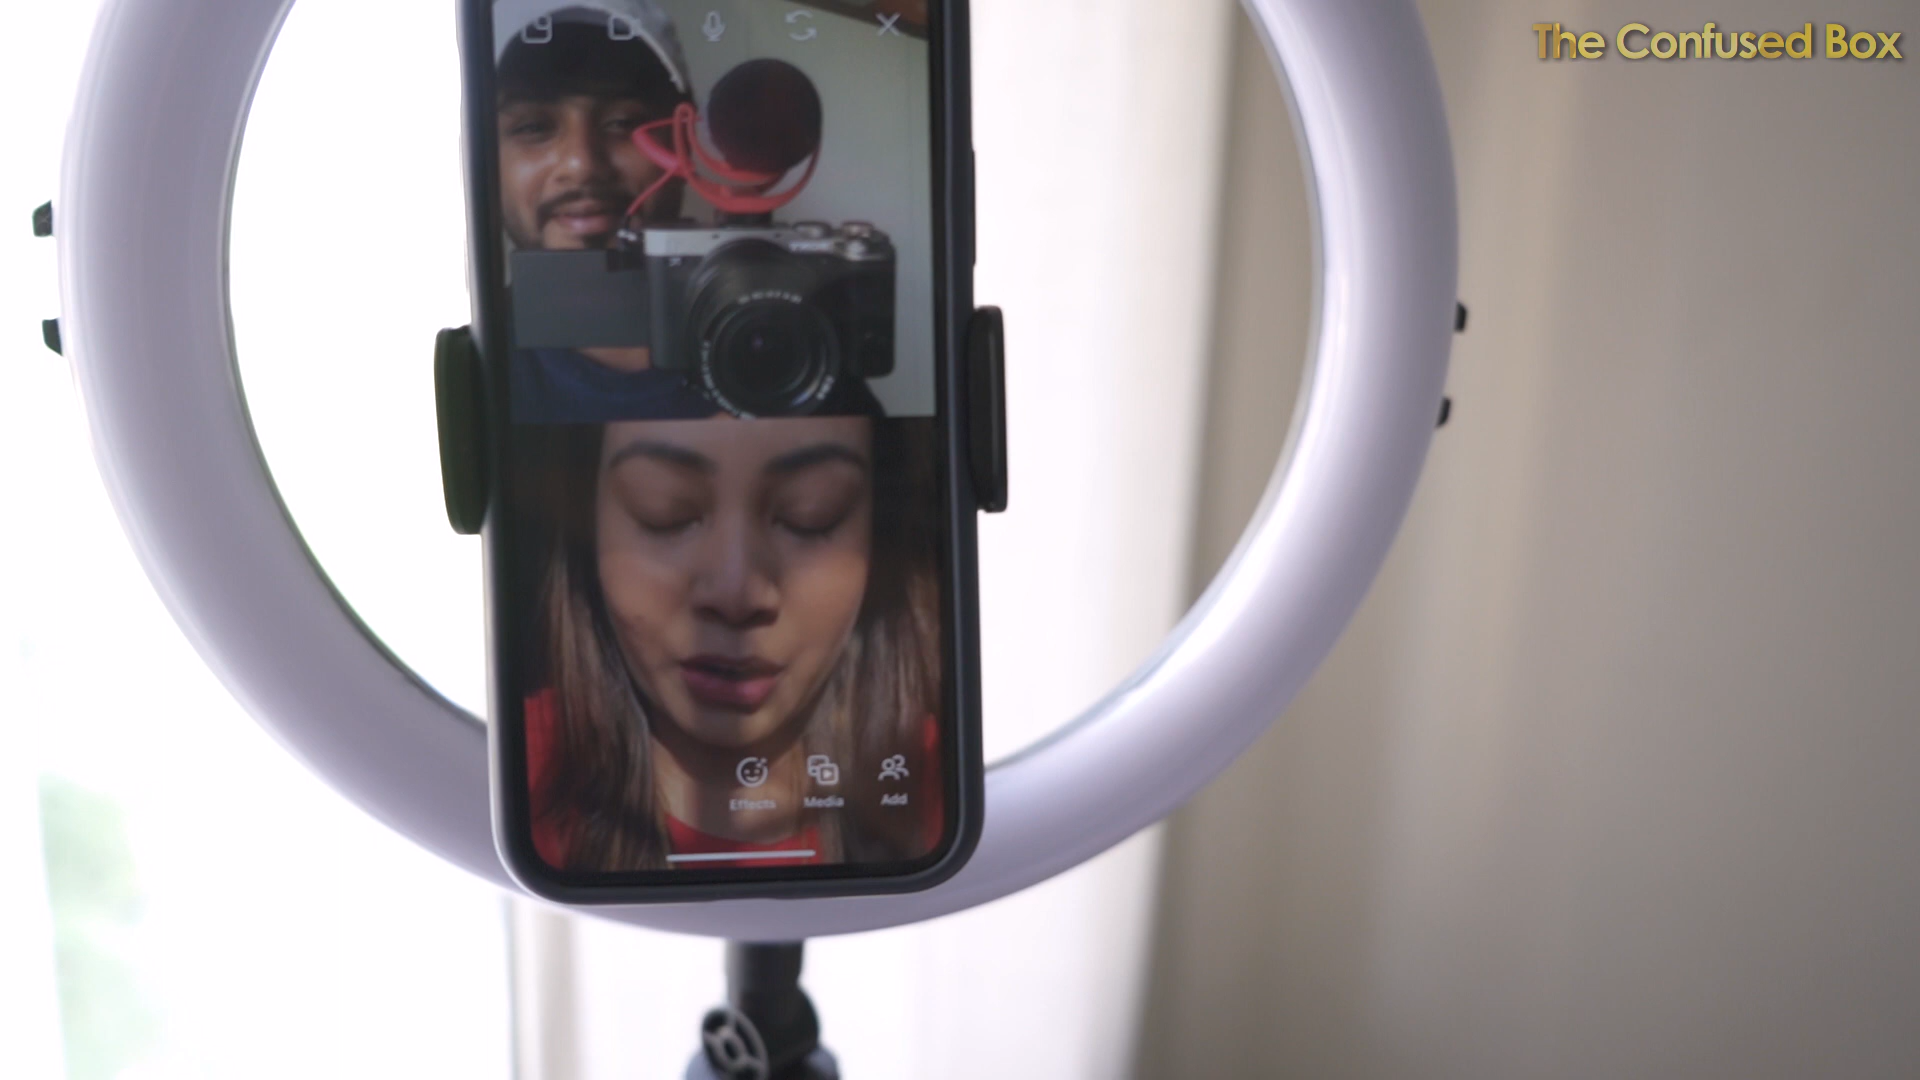 The Confused Box
Effects
Media
Add